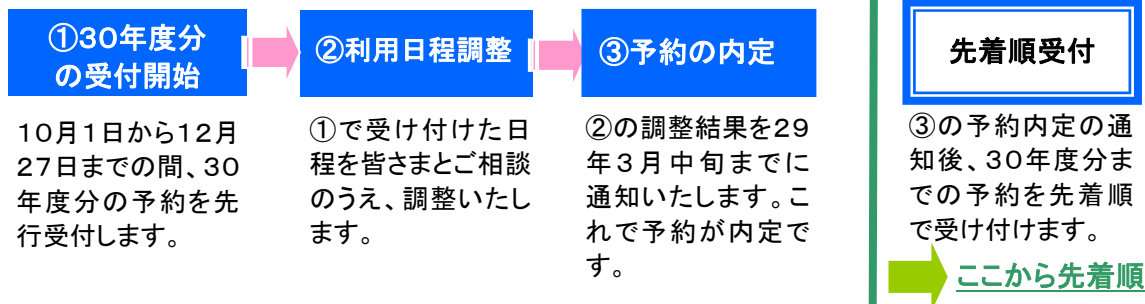 ①30年度分
の受付開始
10月1日から12月
27日までの間、30
年度分の予約を先
行受付します。
②利用日程調整
①で受け付けた日
程を皆さまとご相談
のうえ、調整いたし
ます。
③予約の内定
②の調整結果を29
年3月中旬までに
通知いたします。こ
れで予約が内定で
す。
先着順受付
③の予約内定の通
知後、30年度分ま
での予約を先着順
で受け付けます。
ここから先着順